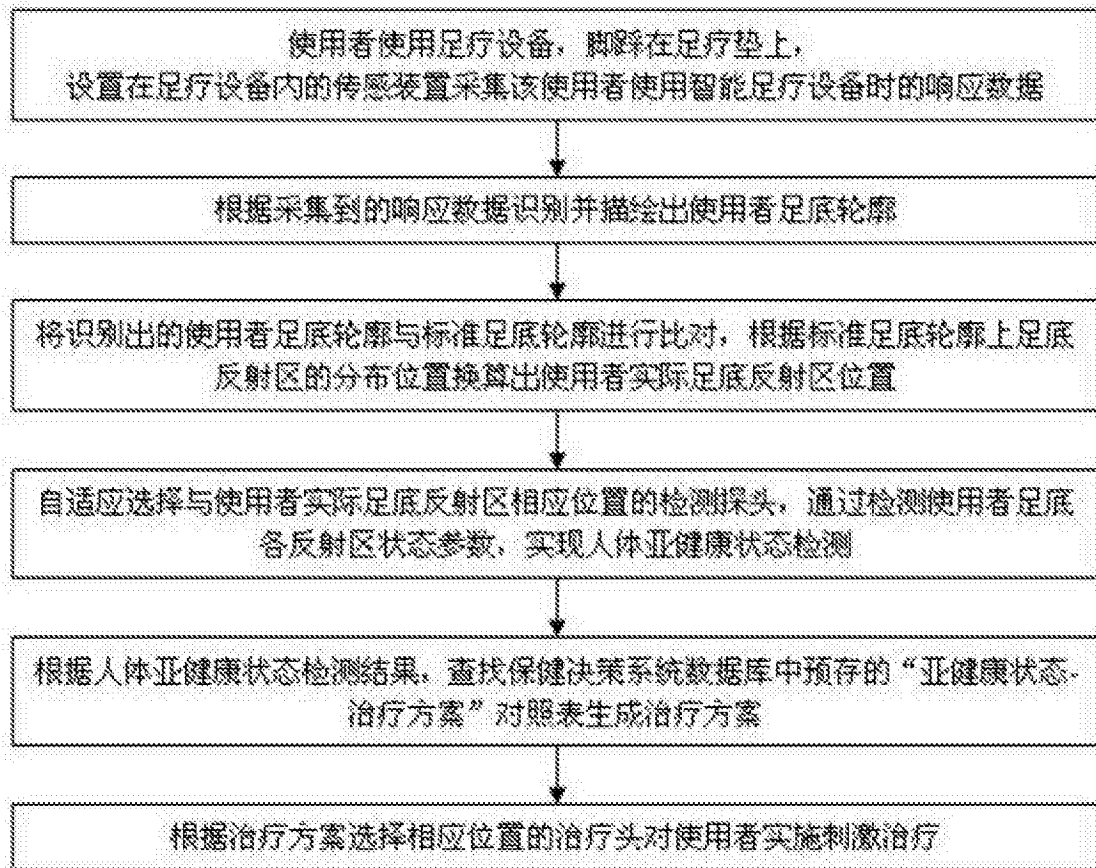 使用者使用足疗设备，脚踩在足疗垫上，
设置在足疗设备内的传感装置采集该使用者使用智能足疗设备时的响应数据
根据采集到的响应数据识别并描绘出使用者足底轮廓
将识别出的使用者足底轮廓与标准足底轮廓进行比对，根据标准足底轮廓上足底
反射区的分布位置换算出使用者实际足底反射区位置
自适应选择与使用者实际足底反射区相应位置的检测探头，通过检测使用者足底
各反射区状态参数，实现人体亚健康状态检测
根据人体亚健康状态检测结果，查找保健决策系统数据库中预存的“亚健康状态-
治疗方案”对照表生成治疗方案
根据治疗方案选择相应位置的治疗头对使用者实施刺激治疗